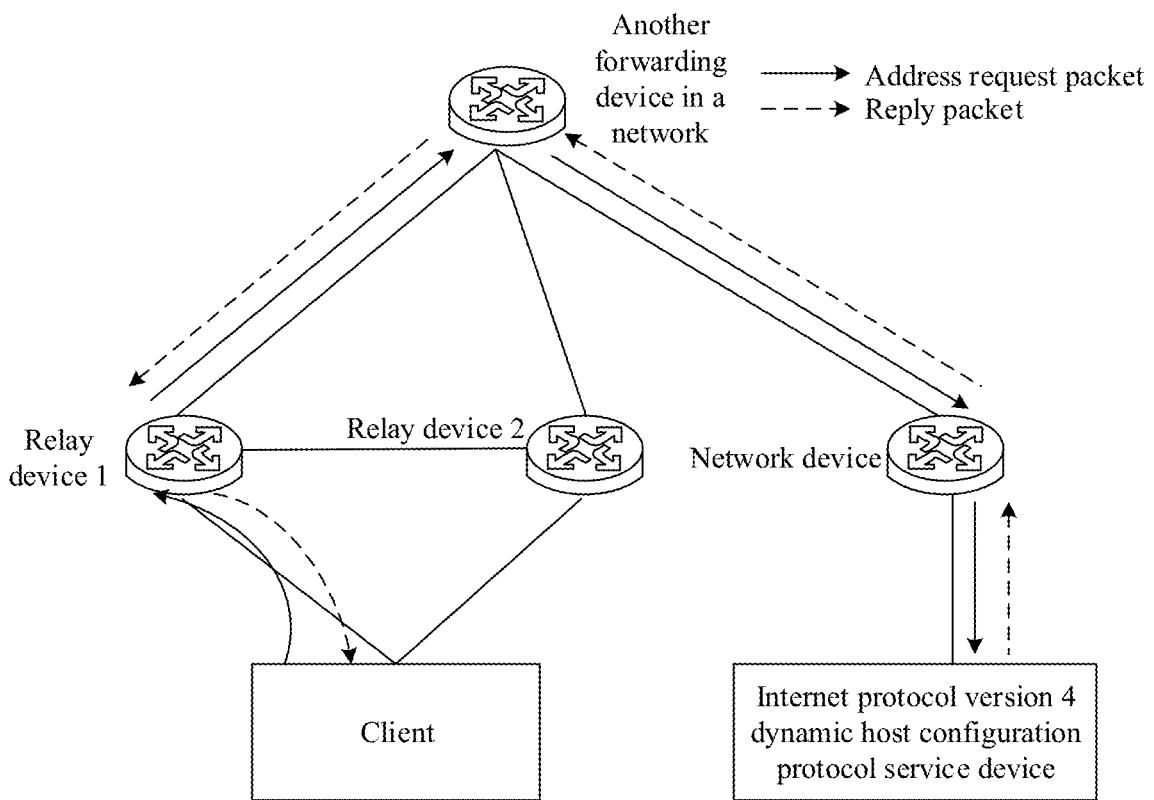 Another
forwarding
device in a
network
Address request packet
Reply packet
Relay
device 1
Relay device 2
Network device
Client
Internet protocol version 4
dynamic host configuration
protocol service device